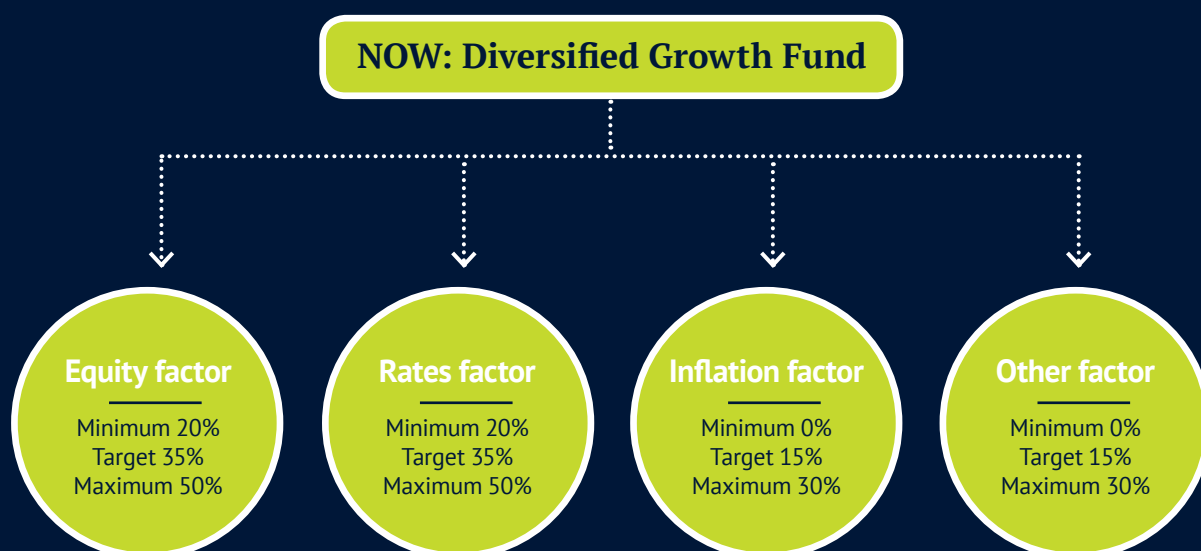 NOW: Diversified Growth Fund
Equity factor
Minimum 20%
Target 35%
Maximum 50%
Rates factor
Minimum 20%
Target 35%
Maximum 50%
Inflation factor
Minimum 0%
Target 15%
Maximum 30%
Other factor
Minimum 0%
Target 15%
Maximum 30%